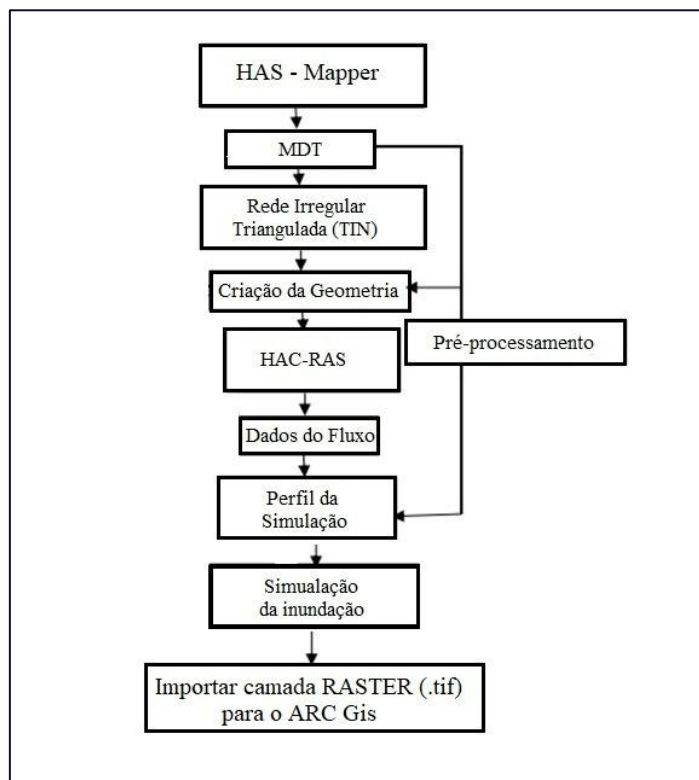 HAS - Mapper
MDT
Rede Irregular
Triangulada (TIN)
Criação da Geometria
Pré-processamento
HAC-RAS
Dados do Fluxo
Perfil da
Simulação
Simualação
da inundação
Importar camada RASTER (.tif)
para o ARC Gis